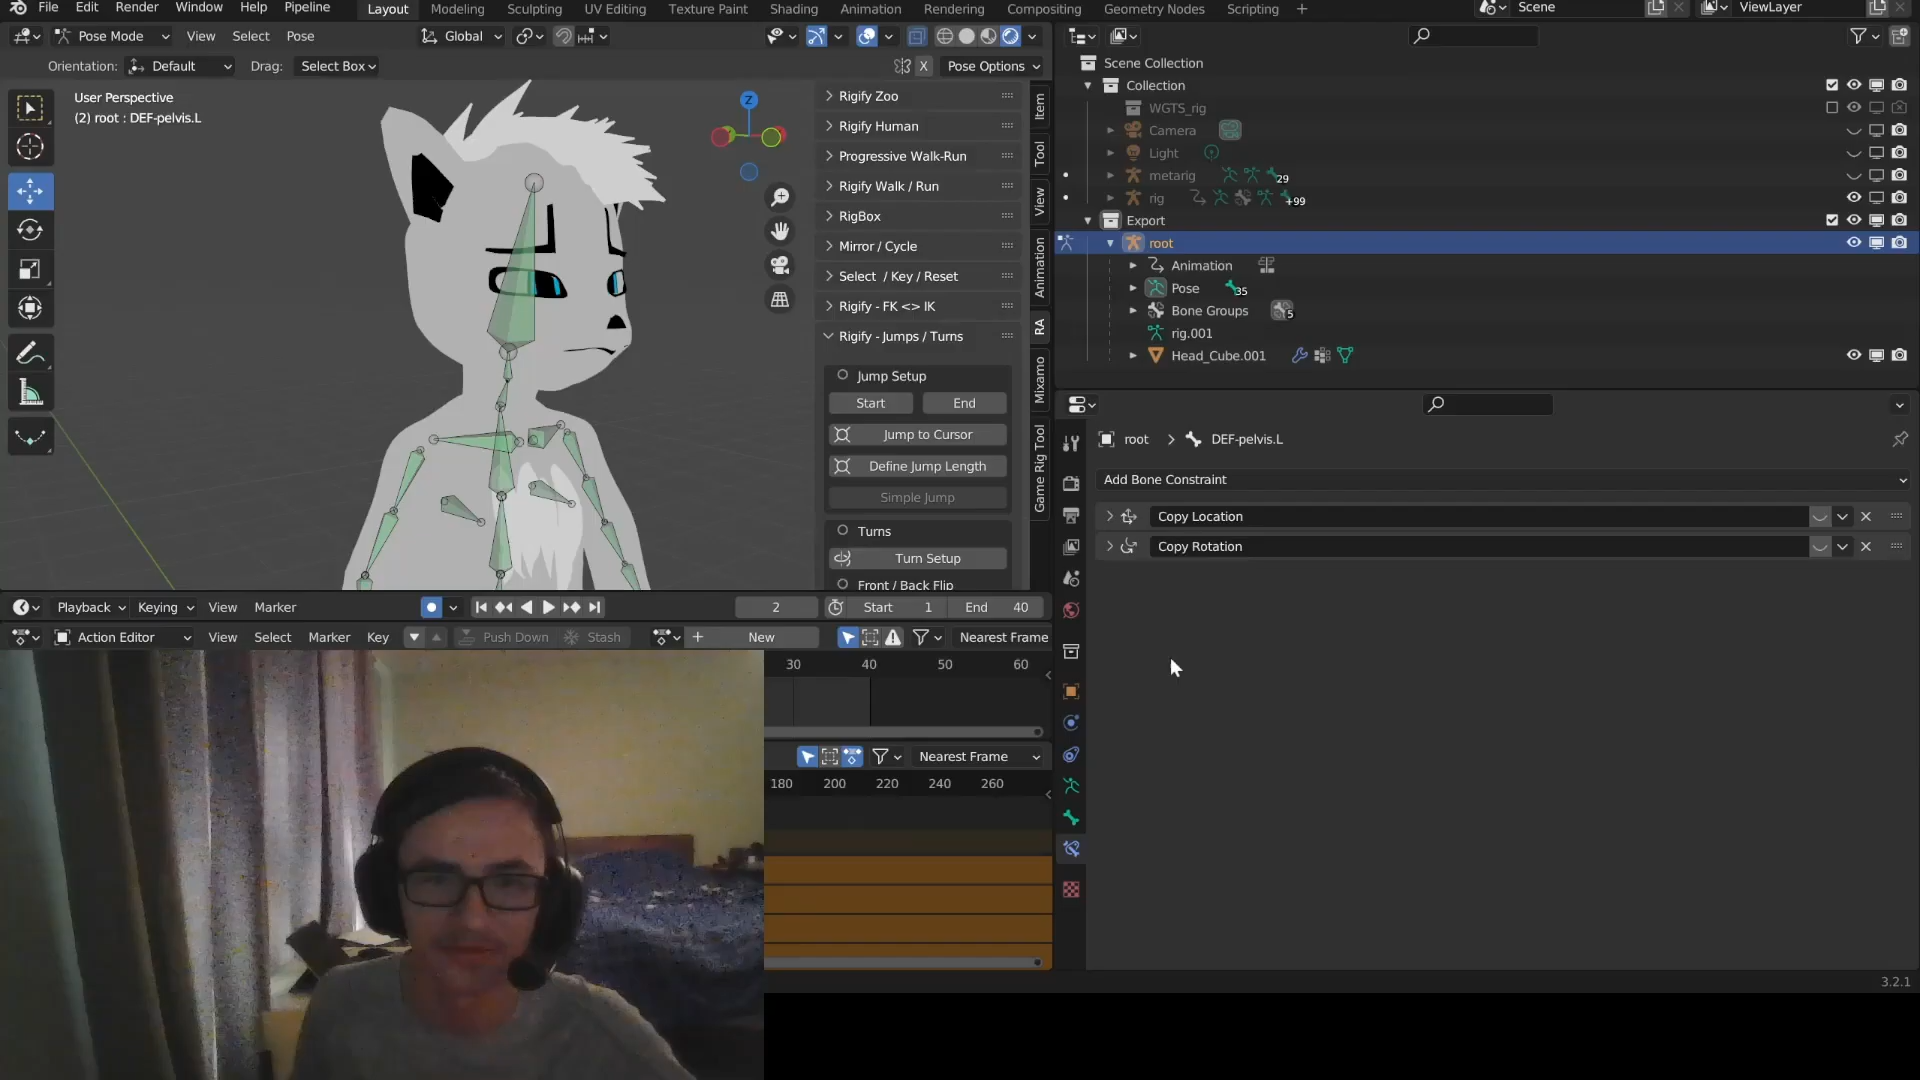 File Edit Render Window Help Pipeline Layout Modeling Sculpting UV Editing Texture Paint Shading Animation Rendering Compositing Geometry Nodes Scripting + Scene ViewLayer
Pose Mode View Select Pose Global
Orientation: Default Drag: Select Box X Pose Options
User Perspective
(2) root : DEF-pelvis.L
Z
Rigify Zoo
Rigify Human
Progressive Walk-Run
Rigify Walk / Run
RigBox
Mirror / Cycle
Select / Key / Reset
Rigify - FK <> IK
Rigify - Jumps / Turns
Jump Setup
Start End
Jump to Cursor
Define Jump Length
Simple Jump
Turns
Turn Setup
Front / Back Flip
Item
Tool
View
Animation
RA
Mixamo
Game Rig Tool
Scene Collection
Collection
WGTS_rig
Camera
Light
metarig 29
rig +99
Export
root
Animation
Pose 35
Bone Groups 5
rig.001
Head_Cube.001
root > DEF-pelvis.L
Add Bone Constraint
Copy Location
Copy Rotation
Playback Keying View Marker 2 Start 1 End 40
Action Editor View Select Marker Key Push Down Stash + New Nearest Frame
30 40 50 60
Nearest Frame
180 200 220 240 260
3.2.1